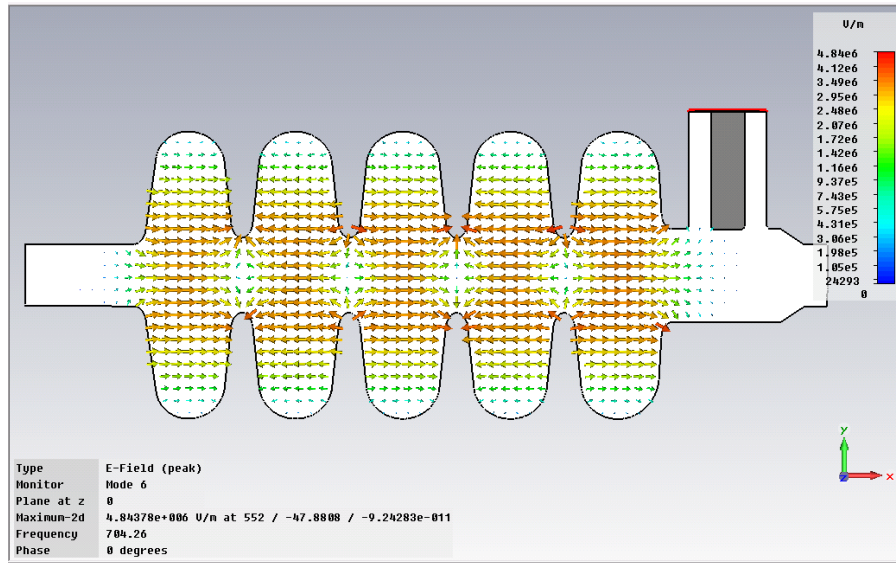 V/m
4.84e6
4.12e6
3.49e6
2.95e6
2.48e6
2.07e6
1.72e6
1.42e6
1.16e6
9.37e5
7.43e5
5.75e5
4.31e5
3.06e5
1.98e5
1.05e5
24293
0
y
z
x
Type E-Field (peak)
Monitor Mode 6
Plane at z 0
Maximum-2d 4.84378e+006 V/m at 552 / -47.8808 / -9.24283e-011
Frequency 704.26
Phase 0 degrees